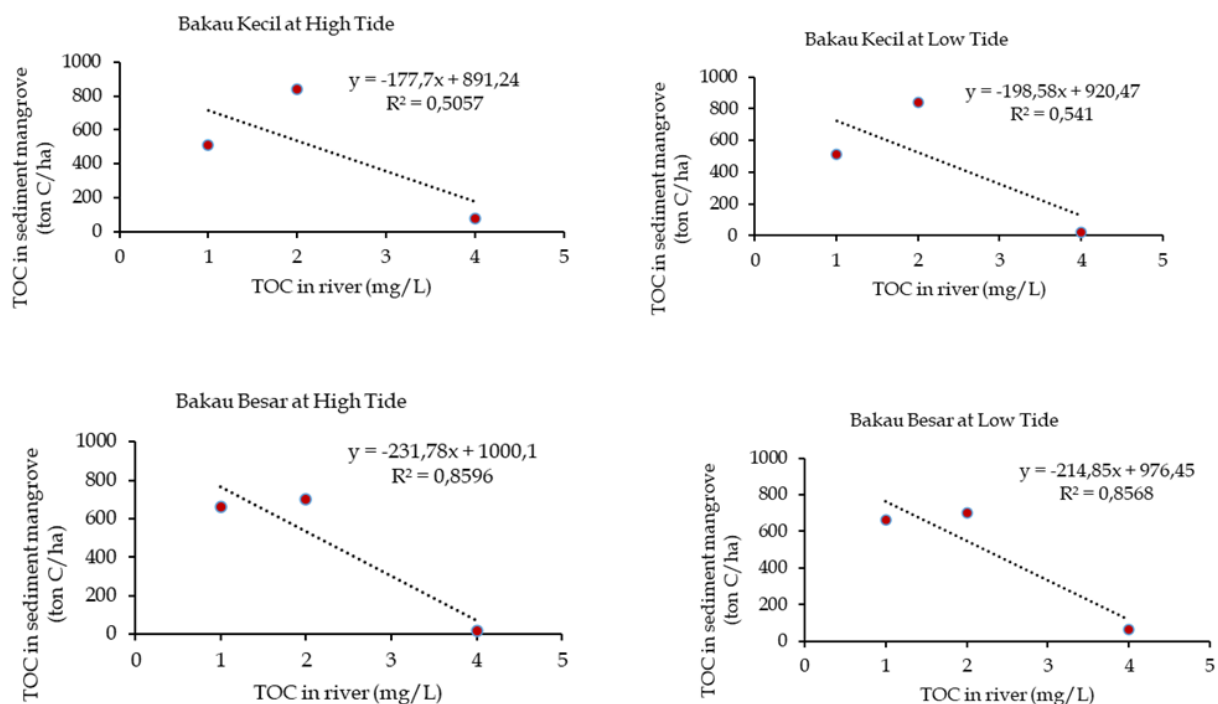 Bakau Kecil at High Tide
TOC in sediment mangrove
(ton C/ha)
1000
800
600
400
200
0
y = -177,7x + 891,24
R² = 0,5057
0 1 2 3 4 5
TOC in river (mg/L)
Bakau Kecil at Low Tide
TOC in sediment mangrove
(ton C/ha)
1000
800
600
400
200
0
y = -198,58x + 920,47
R² = 0,541
0 1 2 3 4 5
TOC in river (mg/L)
Bakau Besar at High Tide
TOC in sediment mangrove
(ton C/ha)
1000
800
600
400
200
0
y = -231,78x + 1000,1
R² = 0,8596
0 1 2 3 4 5
TOC in river (mg/L)
Bakau Besar at Low Tide
TOC in sediment mangrove
(ton C/ha)
1000
800
600
400
200
0
y = -214,85x + 976,45
R² = 0,8568
0 1 2 3 4 5
TOC in river (mg/L)